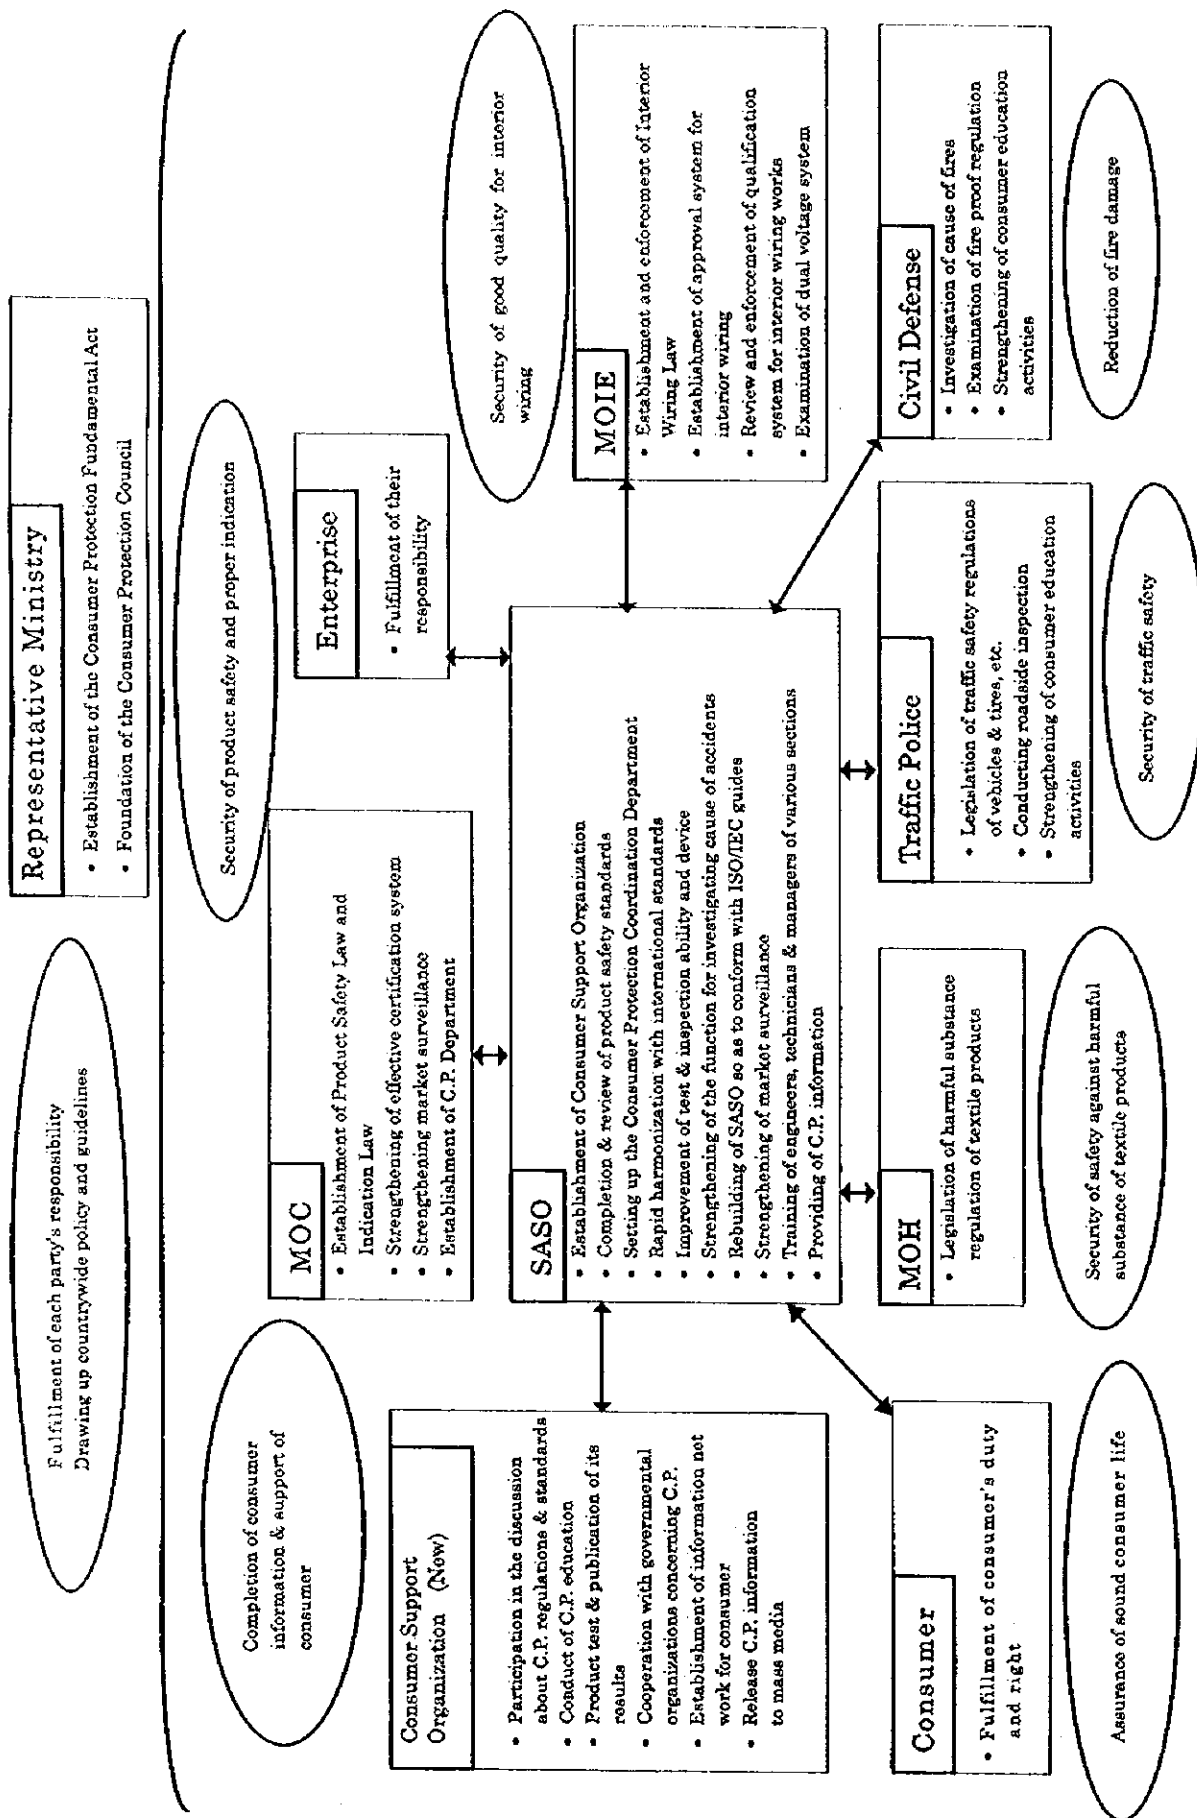 Fulfillment of each party's responsibility
Drawing up countrywide policy and guidelines
Representative Ministry
• Establishment of the Consumer Protection Fundamental Act
• Foundation of the Consumer Protection Council
Completion of consumer
information & support of
consumer
Security of product safety and proper indication
Security of good quality for interior
wiring
Consumer Support
Organization (New)
• Participation in the discussion
about C.P. regulations & standards
• Conduct of C.P. education
• Product test & publication of its
results
• Cooperation with governmental
organizations concerning C.P.
• Establishment of information net
work for consumer
• Release C.P. information
to mass media
MOC
• Establishment of Product Safety Law and
Indication Law
• Strengthening of effective certification system
• Strengthening market surveillance
• Establishment of C.P. Department
Enterprise
• Fulfillment of their
responsibility
MOIE
• Establishment and enforcement of Interior
Wiring Law
• Establishment of approval system for
interior wiring
• Review and enforcement of qualification
system for interior wiring works
• Examination of dual voltage system
SASO
• Establishment of Consumer Support Organization
• Completion & review of product safety standards
• Setting up the Consumer Protection Coordination Department
• Rapid harmonization with international standards
• Improvement of test & inspection ability and device
• Strengthening of the function for investigating cause of accidents
• Rebuilding of SASO so as to conform with ISO/IEC guides
• Strengthening of market surveillance
• Training of engineers, technicians & managers of various sections
• Providing of C.P. information
Consumer
• Fulfillment of consumer's duty
and right
MOH
• Legislation of harmful substance
regulation of textile products
Traffic Police
• Legislation of traffic safety regulations
of vehicles & tires, etc.
• Conducting roadside inspection
• Strengthening of consumer education
activities
Civil Defense
• Investigation of cause of fires
• Examination of fire proof regulation
• Strengthening of consumer education
activities
Assurance of sound consumer life
Security of safety against harmful
substance of textile products
Security of traffic safety
Reduction of fire damage